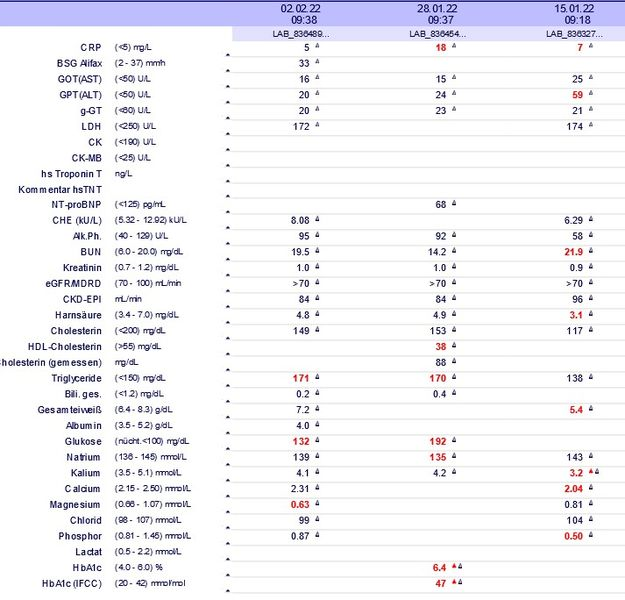 02.02.22 28.01.22 15.01.22
09:38 09:37 09:18
LAB_836489... LAB_836454... LAB_836327...
CRP (<5) mg/L 5 18 7
BSG Alifax (2 - 37) mm/h 33
GOT(AST) (<50) U/L 16 15 25
GPT(ALT) (<50) U/L 20 24 59
g-GT (<60) U/L 20 23 21
LDH (<250) U/L 172 174
CK (<190) U/L
CK-MB (<25) U/L
hs Troponin T ng/L
Kommentar hsTNT
NT-proBNP (<125) pg/mL 68
CHE (kU/L) (5.32 - 12.92) kU/L 8.08 6.29
Alk.Ph. (40 - 129) U/L 95 92 58
BUN (6.0 - 20.0) mg/dL 19.5 14.2 21.9
Kreatinin (0.7 - 1.2) mg/dL 1.0 1.0 0.9
eGFR/MDRD (70 - 100) mL/min >70 >70 >70
CKD-EPI mL/min 84 84 96
Harnsäure (3.4 - 7.0) mg/dL 4.8 4.9 3.1
Cholesterin (<200) mg/dL 149 153 117
HDL-Cholesterin (>55) mg/dL 38
holesterin (gemessen) mg/dL 88
Triglyceride (<150) mg/dL 171 170 138
Bili. ges. (<1.2) mg/dL 0.2 0.4
Gesamteiweiß (6.4 - 8.3) g/dL 7.2 5.4
Albumin (3.5 - 5.2) g/dL 4.0
Glukose (nücht.<100) mg/dL 132 192
Natrium (136 - 145) mmol/L 139 135 143
Kalium (3.5 - 5.1) mmol/L 4.1 4.2 3.2
Calcium (2.15 - 2.50) mmol/L 2.31 2.04
Magnesium (0.66 - 1.07) mmol/L 0.63 0.81
Chlorid (98 - 107) mmol/L 99 104
Phosphor (0.81 - 1.45) mmol/L 0.87 0.50
Lactat (0.5 - 2.2) mmol/L
HbA1c (4.0 - 6.0) % 6.4
HbA1c (IFCC) (20 - 42) mmol/mol 47